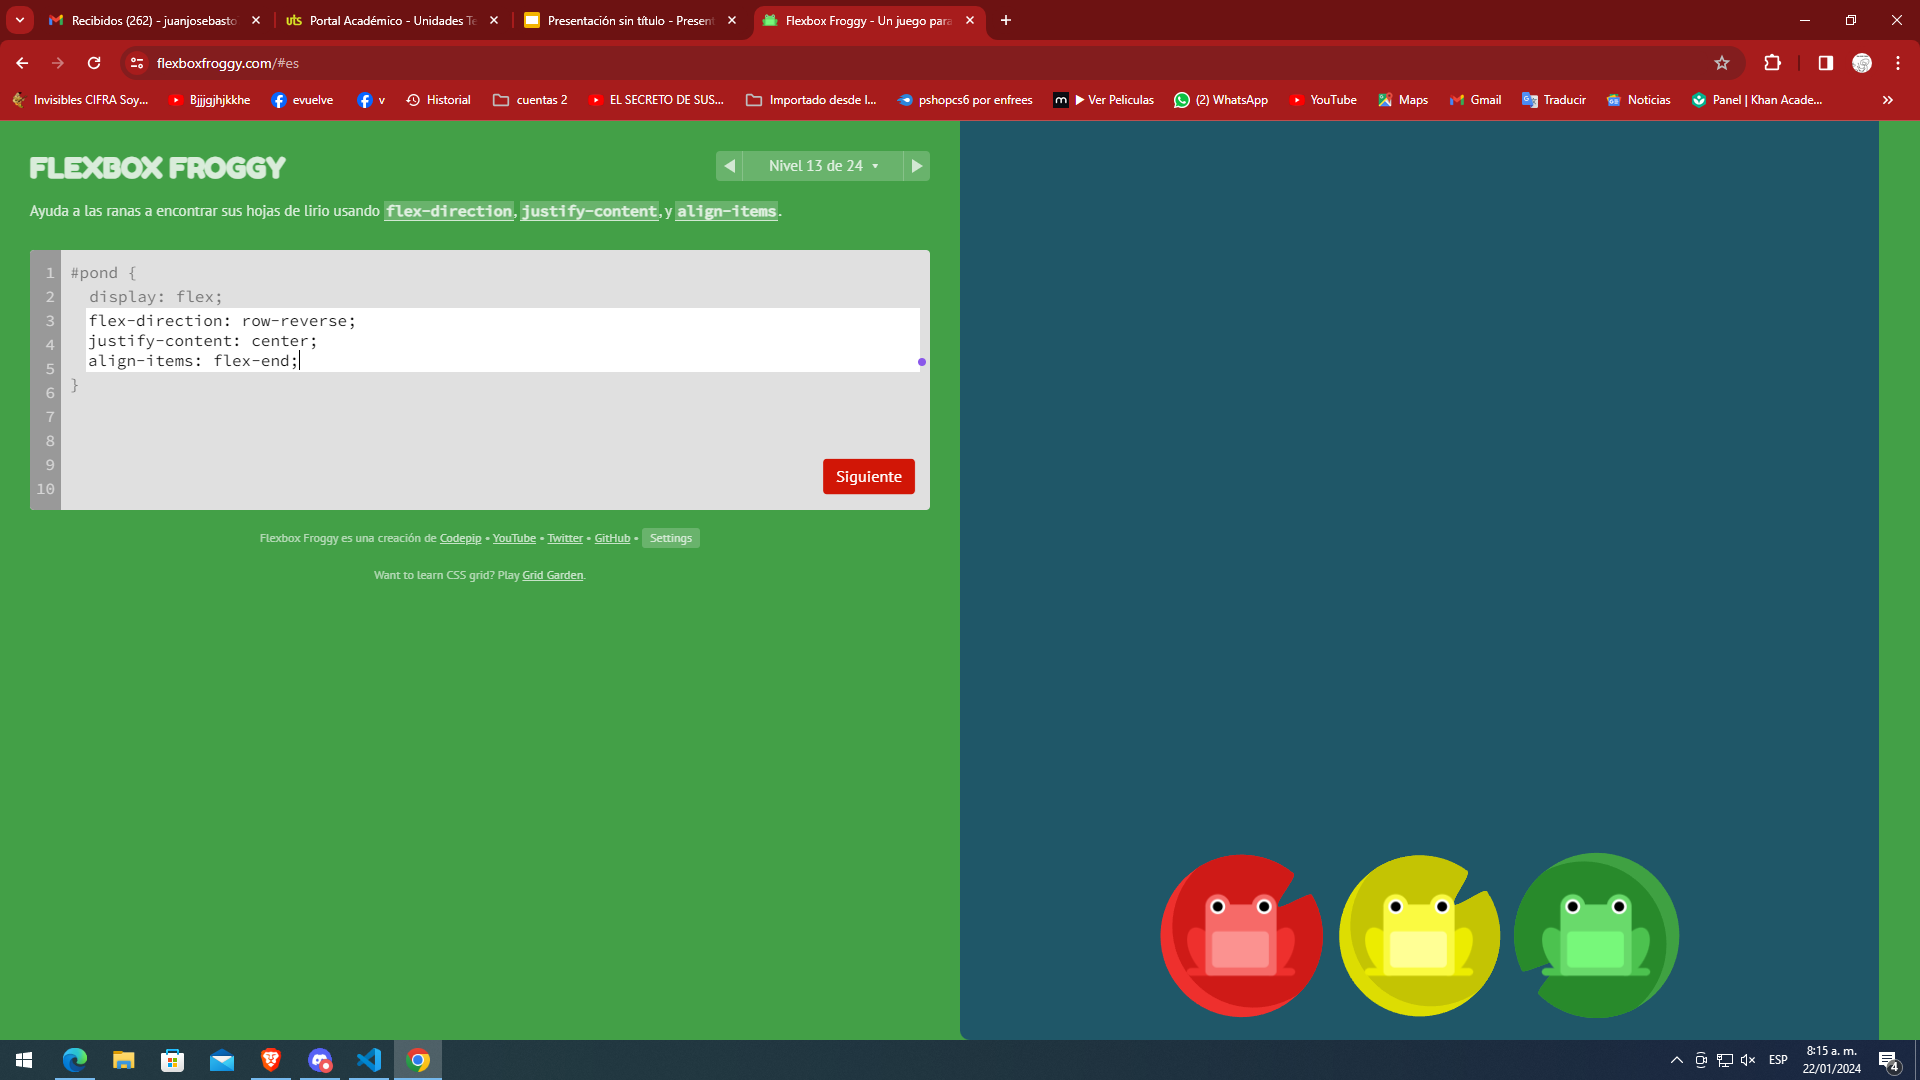 Recibidos (262) - juanjosebasto
Portal Académico - Unidades Te
Presentación sin título - Present
Flexbox Froggy - Un juego para
flexboxfroggy.com/#es
Invisibles CIFRA Soy...
Bjjjgjhjkkhe
evuelve
v
Historial
cuentas 2
EL SECRETO DE SUS...
Importado desde I...
pshopcs6 por enfrees
▶ Ver Peliculas
(2) WhatsApp
YouTube
Maps
Gmail
Traducir
Noticias
Panel | Khan Acade...
FLEXBOX FROGGY
Nivel 13 de 24
Ayuda a las ranas a encontrar sus hojas de lirio usando flex-direction, justify-content, y align-items.
1 #pond {
2 display: flex;
3 flex-direction: row-reverse;
4 justify-content: center;
5 align-items: flex-end;
6 }
7
8
9
10
Siguiente
Flexbox Froggy es una creación de Codepip • YouTube • Twitter • GitHub • Settings
Want to learn CSS grid? Play Grid Garden.
ESP
8:15 a. m.
22/01/2024
4